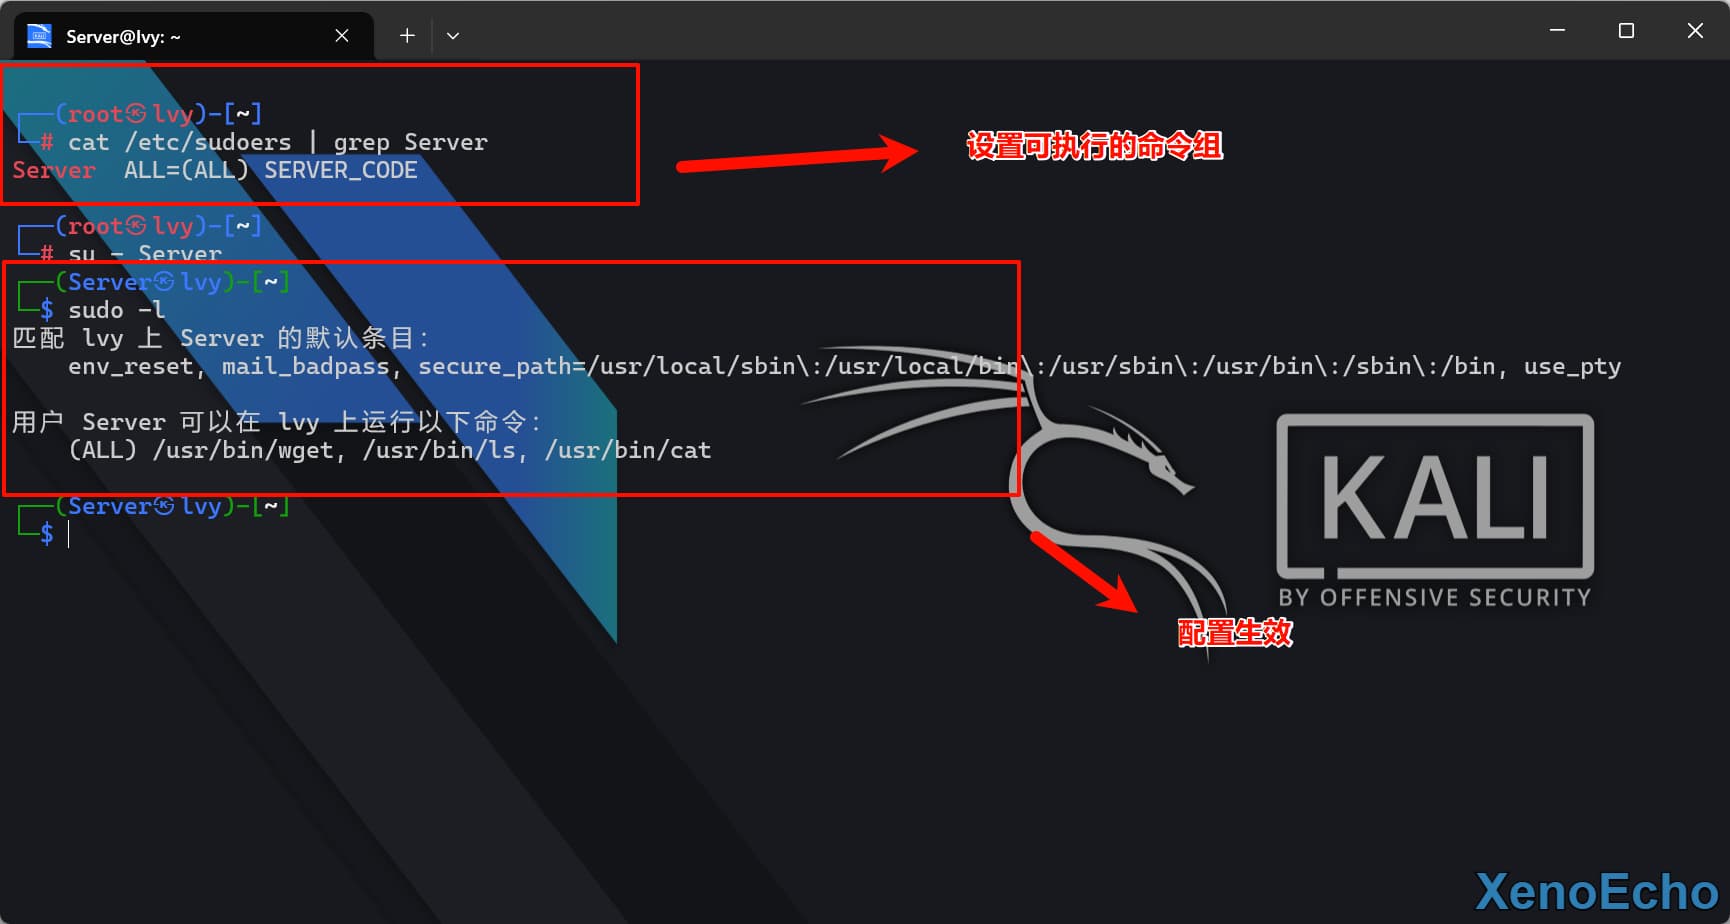 Server@lvy: ~
┌──(root㉿lvy)-[~]
└─# cat /etc/sudoers | grep Server
Server  ALL=(ALL) SERVER_CODE
设置可执行的命令组
┌──(root㉿lvy)-[~]
└─# su - Server
┌──(Server㉿lvy)-[~]
└─$ sudo -l
匹配 lvy 上 Server 的默认条目：
    env_reset, mail_badpass, secure_path=/usr/local/sbin\:/usr/local/bin\:/usr/sbin\:/usr/bin\:/sbin\:/bin, use_pty
用户 Server 可以在 lvy 上运行以下命令：
    (ALL) /usr/bin/wget, /usr/bin/ls, /usr/bin/cat
┌──(Server㉿lvy)-[~]
└─$
KALI
BY OFFENSIVE SECURITY
配置生效
XenoEcho